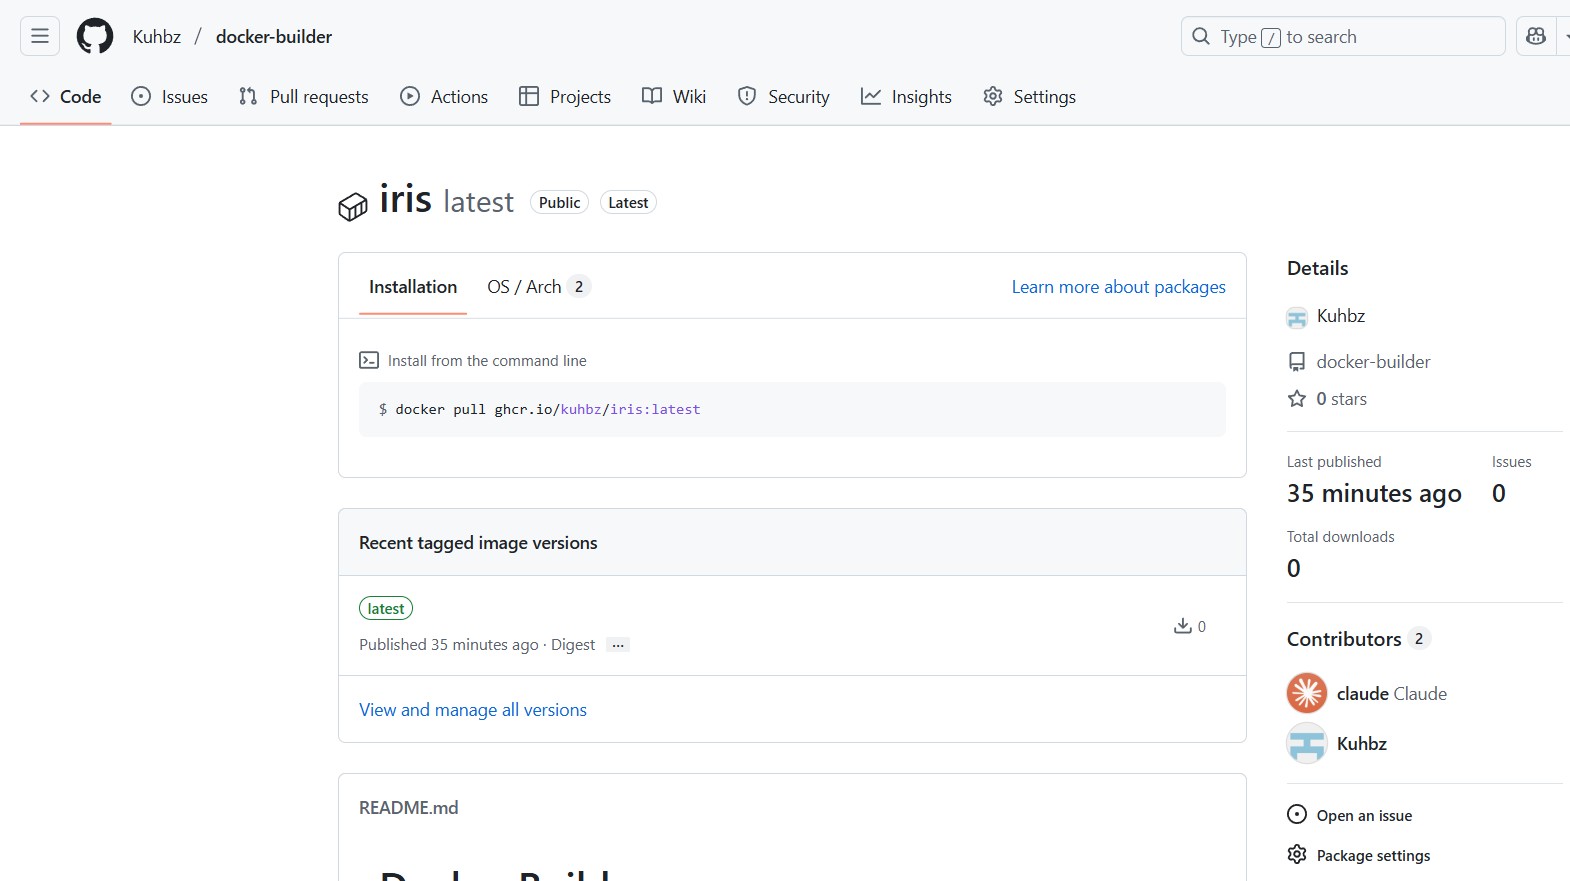 Kuhbz / docker-builder
Type / to search
Code Issues Pull requests Actions Projects Wiki Security Insights Settings
iris latest Public Latest
Installation OS / Arch 2 Learn more about packages
Install from the command line
$ docker pull ghcr.io/kuhbz/iris:latest
Recent tagged image versions
latest
Published 35 minutes ago · Digest ...
0
View and manage all versions
README.md
Details
Kuhbz
docker-builder
0 stars
Last published Issues
35 minutes ago 0
Total downloads
0
Contributors 2
claude Claude
Kuhbz
Open an issue
Package settings